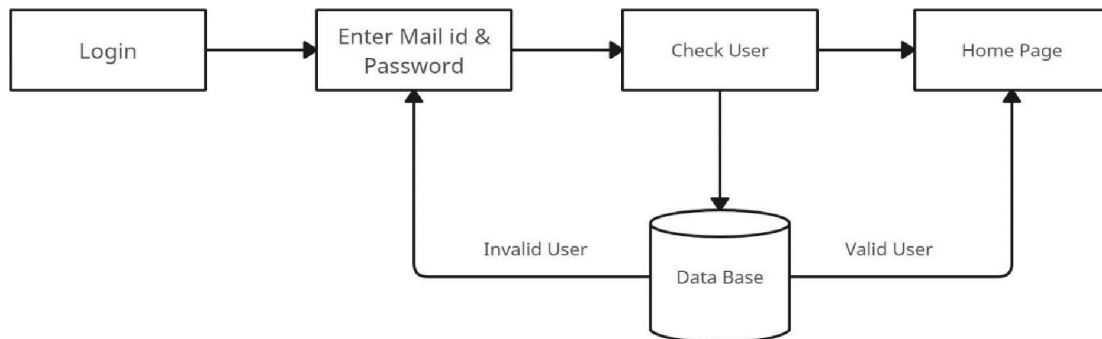 Login
Enter Mail id &
Password
Check User
Home Page
Invalid User
Valid User
Data Base